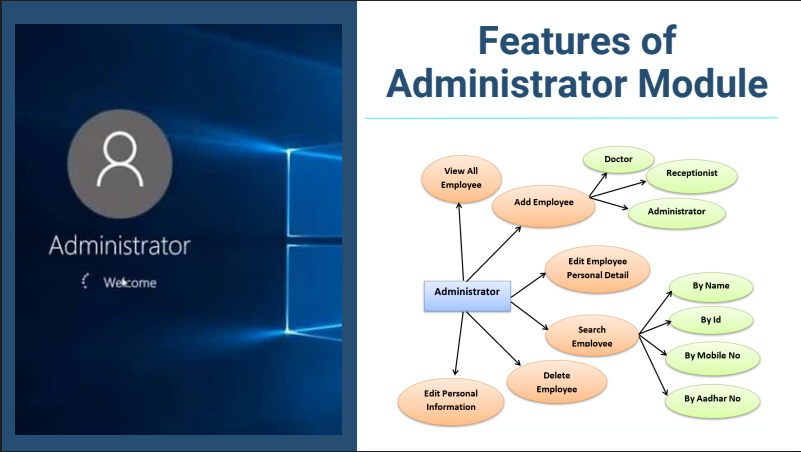 Administrator
Welcome
Features of
Administrator Module
View All
Employee
Add Employee
Doctor
Receptionist
Administrator
Edit Employee
Personal Detail
Administrator
Search
Employee
By Name
By Id
By Mobile No
By Aadhar No
Delete
Employee
Edit Personal
Information